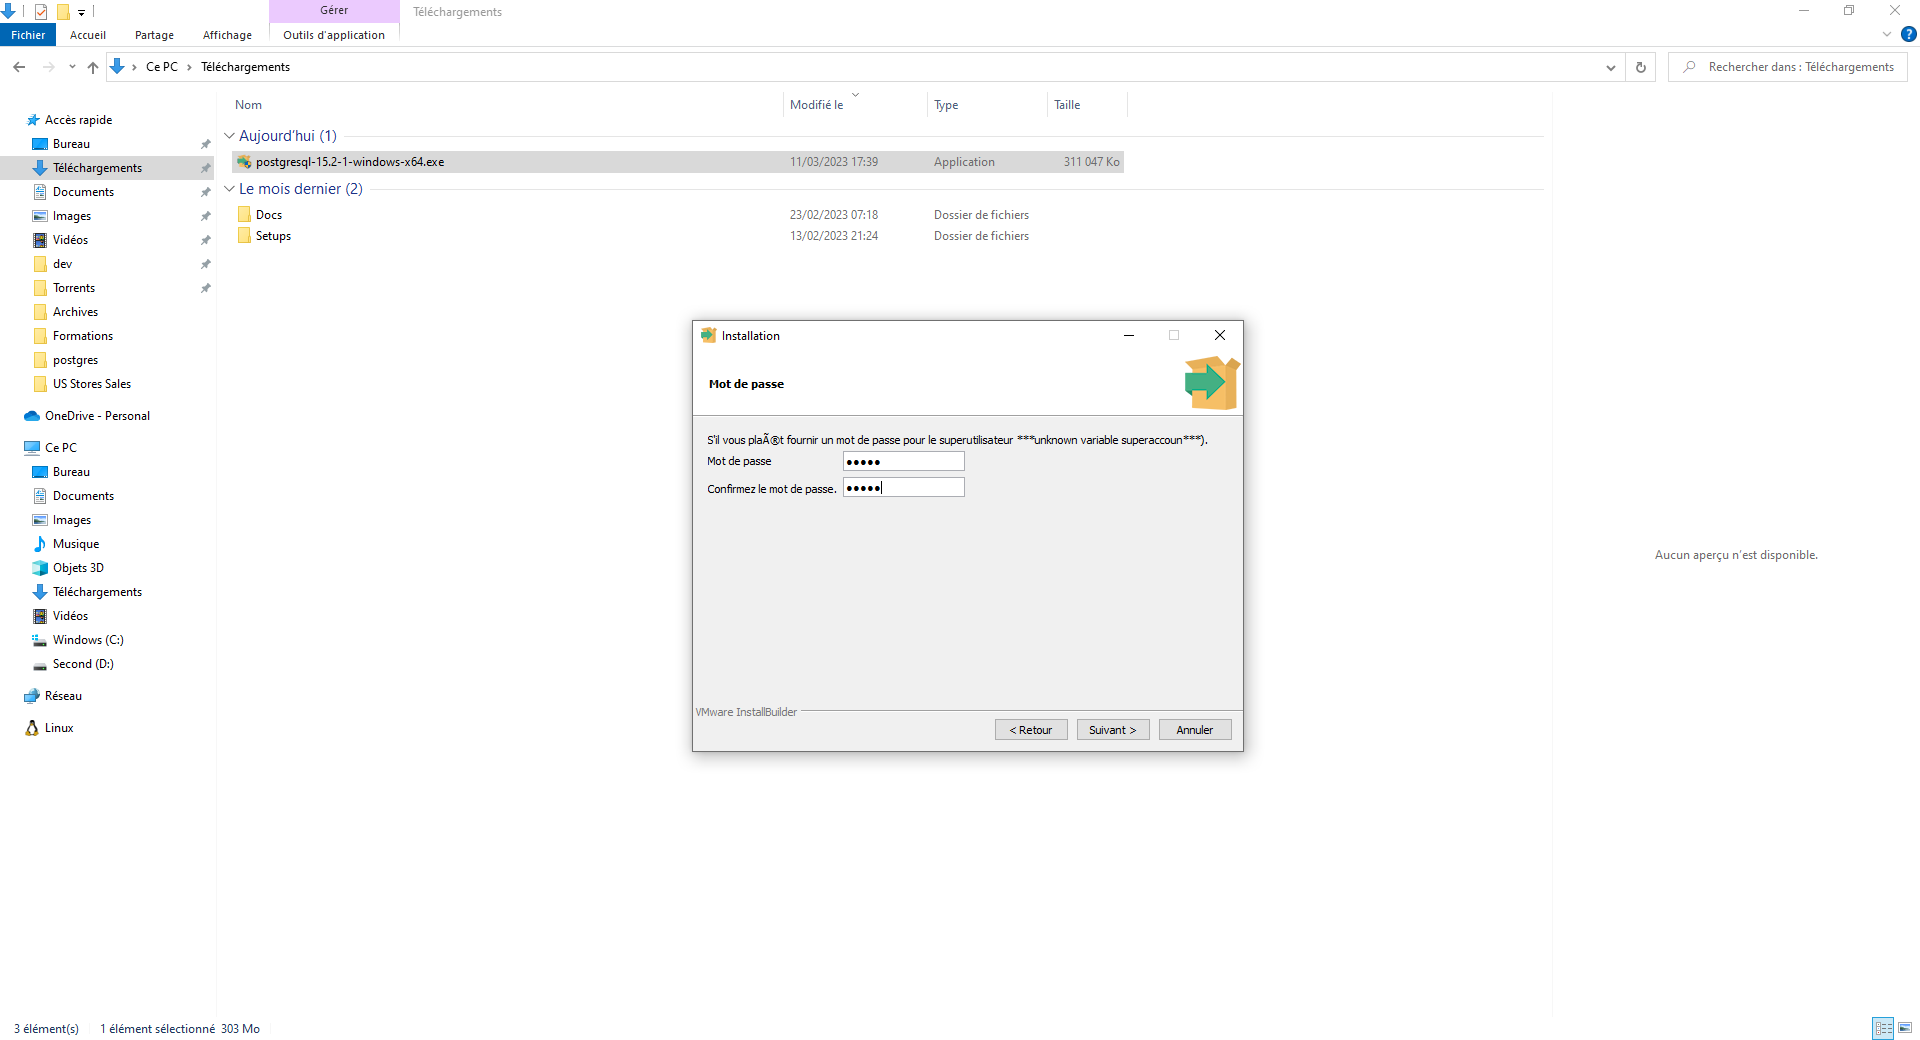 Gérer
Téléchargements
Fichier
Accueil
Partage
Affichage
Outils d'application
Ce PC
Téléchargements
Rechercher dans : Téléchargements
Nom
Modifié le
Type
Taille
Accès rapide
Bureau
Téléchargements
Documents
Images
Vidéos
dev
Torrents
Archives
Formations
postgres
US Stores Sales
OneDrive - Personal
Ce PC
Bureau
Documents
Images
Musique
Objets 3D
Téléchargements
Vidéos
Windows (C:)
Second (D:)
Réseau
Linux
Aujourd'hui (1)
postgresql-15.2-1-windows-x64.exe 11/03/2023 17:39 Application 311 047 Ko
Le mois dernier (2)
Docs 23/02/2023 07:18 Dossier de fichiers
Setups 13/02/2023 21:24 Dossier de fichiers
Installation
Mot de passe
S'il vous plaÃ®t fournir un mot de passe pour le superutilisateur ***unknown variable superaccoun***).
Mot de passe
Confirmez le mot de passe.
VMware InstallBuilder
< Retour
Suivant >
Annuler
Aucun aperçu n'est disponible.
3 élément(s) 1 élément sélectionné 303 Mo